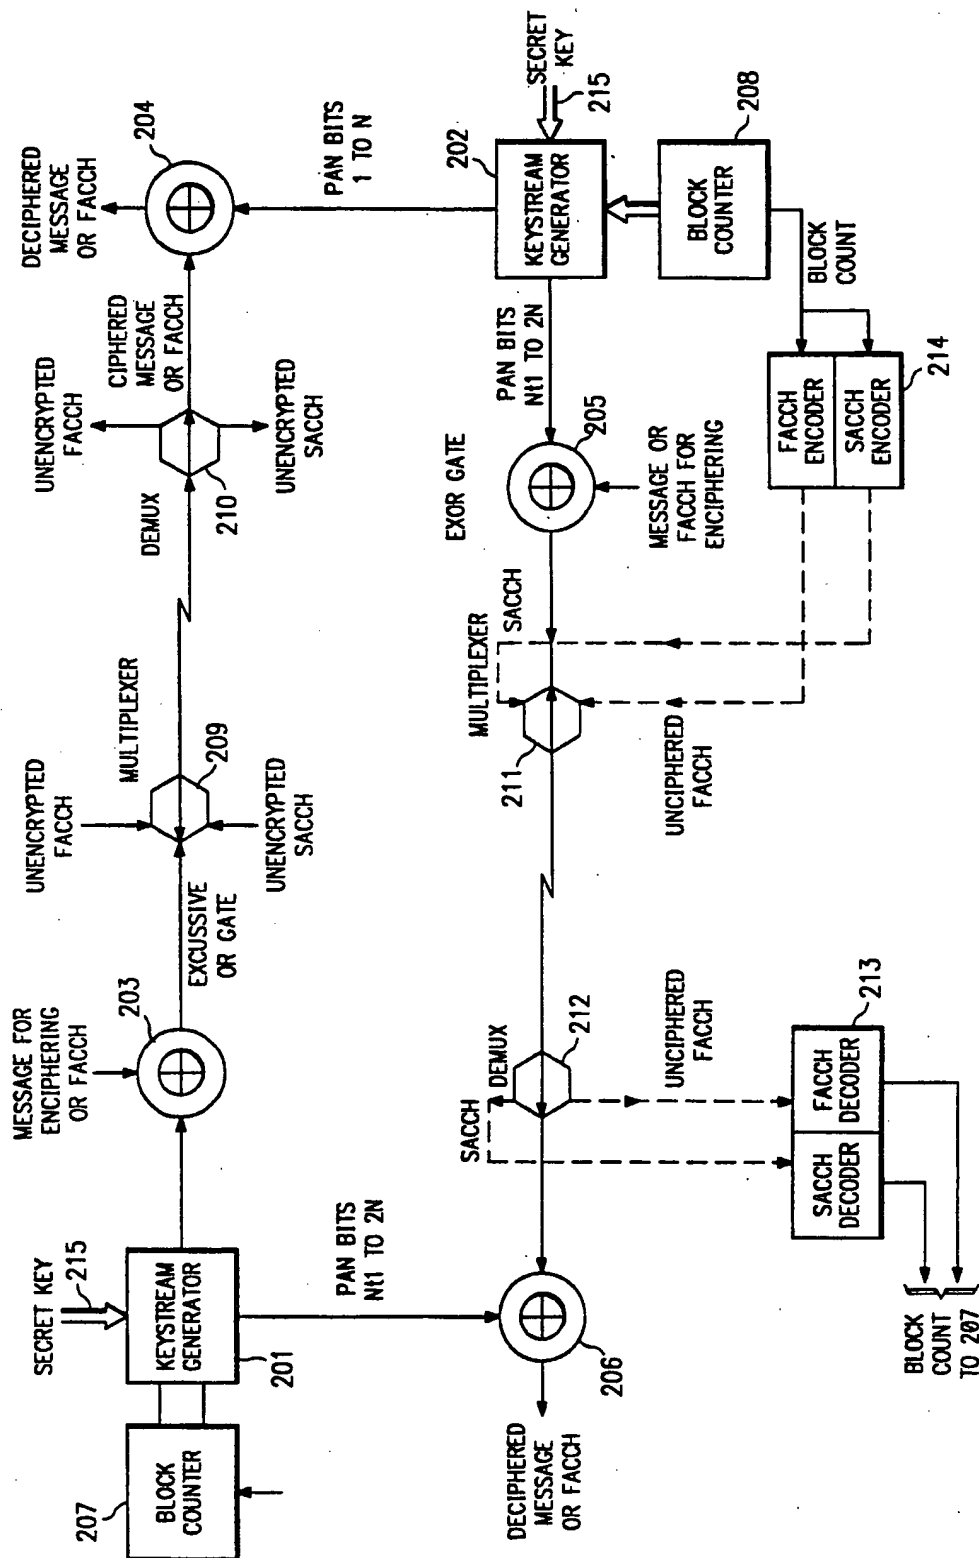 SECRET KEY
215
207
BLOCK
COUNTER
KEYSTREAM
GENERATOR
201
MESSAGE FOR
ENCIPHERING
OR FACCH
203
EXCUSSIVE
OR GATE
UNENCRYPTED
FACCH
MULTIPLEXER
209
UNENCRYPTED
SACCH
DEMUX
210
UNENCRYPTED
FACCH
UNENCRYPTED
SACCH
CIPHERED
MESSAGE
OR FACCH
DECIPHERED
MESSAGE
OR FACCH
204
PAN BITS
Nt1 TO 2N
PAN BITS
1 TO N
DECIPHERED
MESSAGE
OR FACCH
206
SACCH
DEMUX
212
UNCIPHERED
FACCH
MULTIPLEXER
SACCH
211
UNCIPHERED
FACCH
EXOR GATE
205
MESSAGE OR
FACCH FOR
ENCIPHERING
PAN BITS
Nt1 TO 2N
202
KEYSTREAM
GENERATOR
SECRET
KEY
215
BLOCK
COUNTER
208
BLOCK
COUNT
FACCH
ENCODER
SACCH
ENCODER
214
SACCH
DECODER
FACCH
DECODER
213
BLOCK
COUNT
TO 207